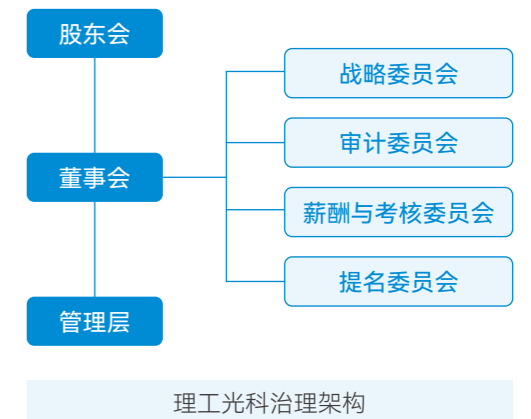 股东会
战略委员会
审计委员会
董事会
薪酬与考核委员会
提名委员会
管理层
理工光科治理架构